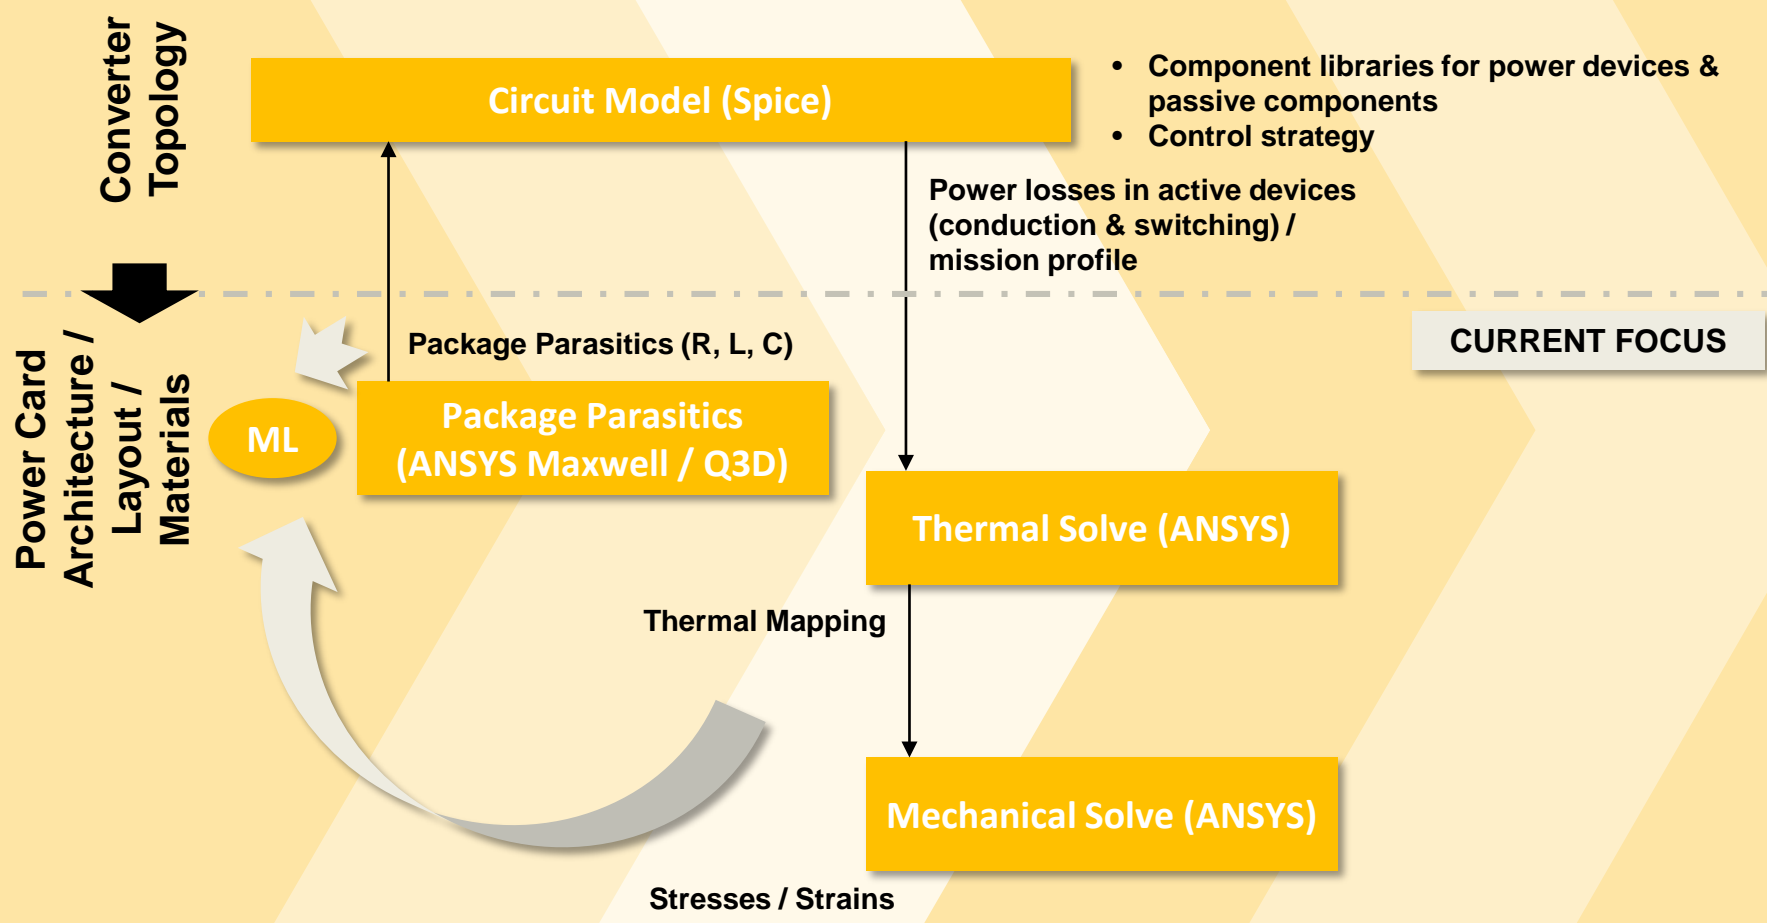 Converter
Topology
Circuit Model (Spice)
• Component libraries for power devices &
passive components
• Control strategy
Power losses in active devices
(conduction & switching) /
mission profile
CURRENT FOCUS
Power Card
Architecture /
Layout /
Materials
Package Parasitics (R, L, C)
ML
Package Parasitics
(ANSYS Maxwell / Q3D)
Thermal Solve (ANSYS)
Thermal Mapping
Mechanical Solve (ANSYS)
Stresses / Strains